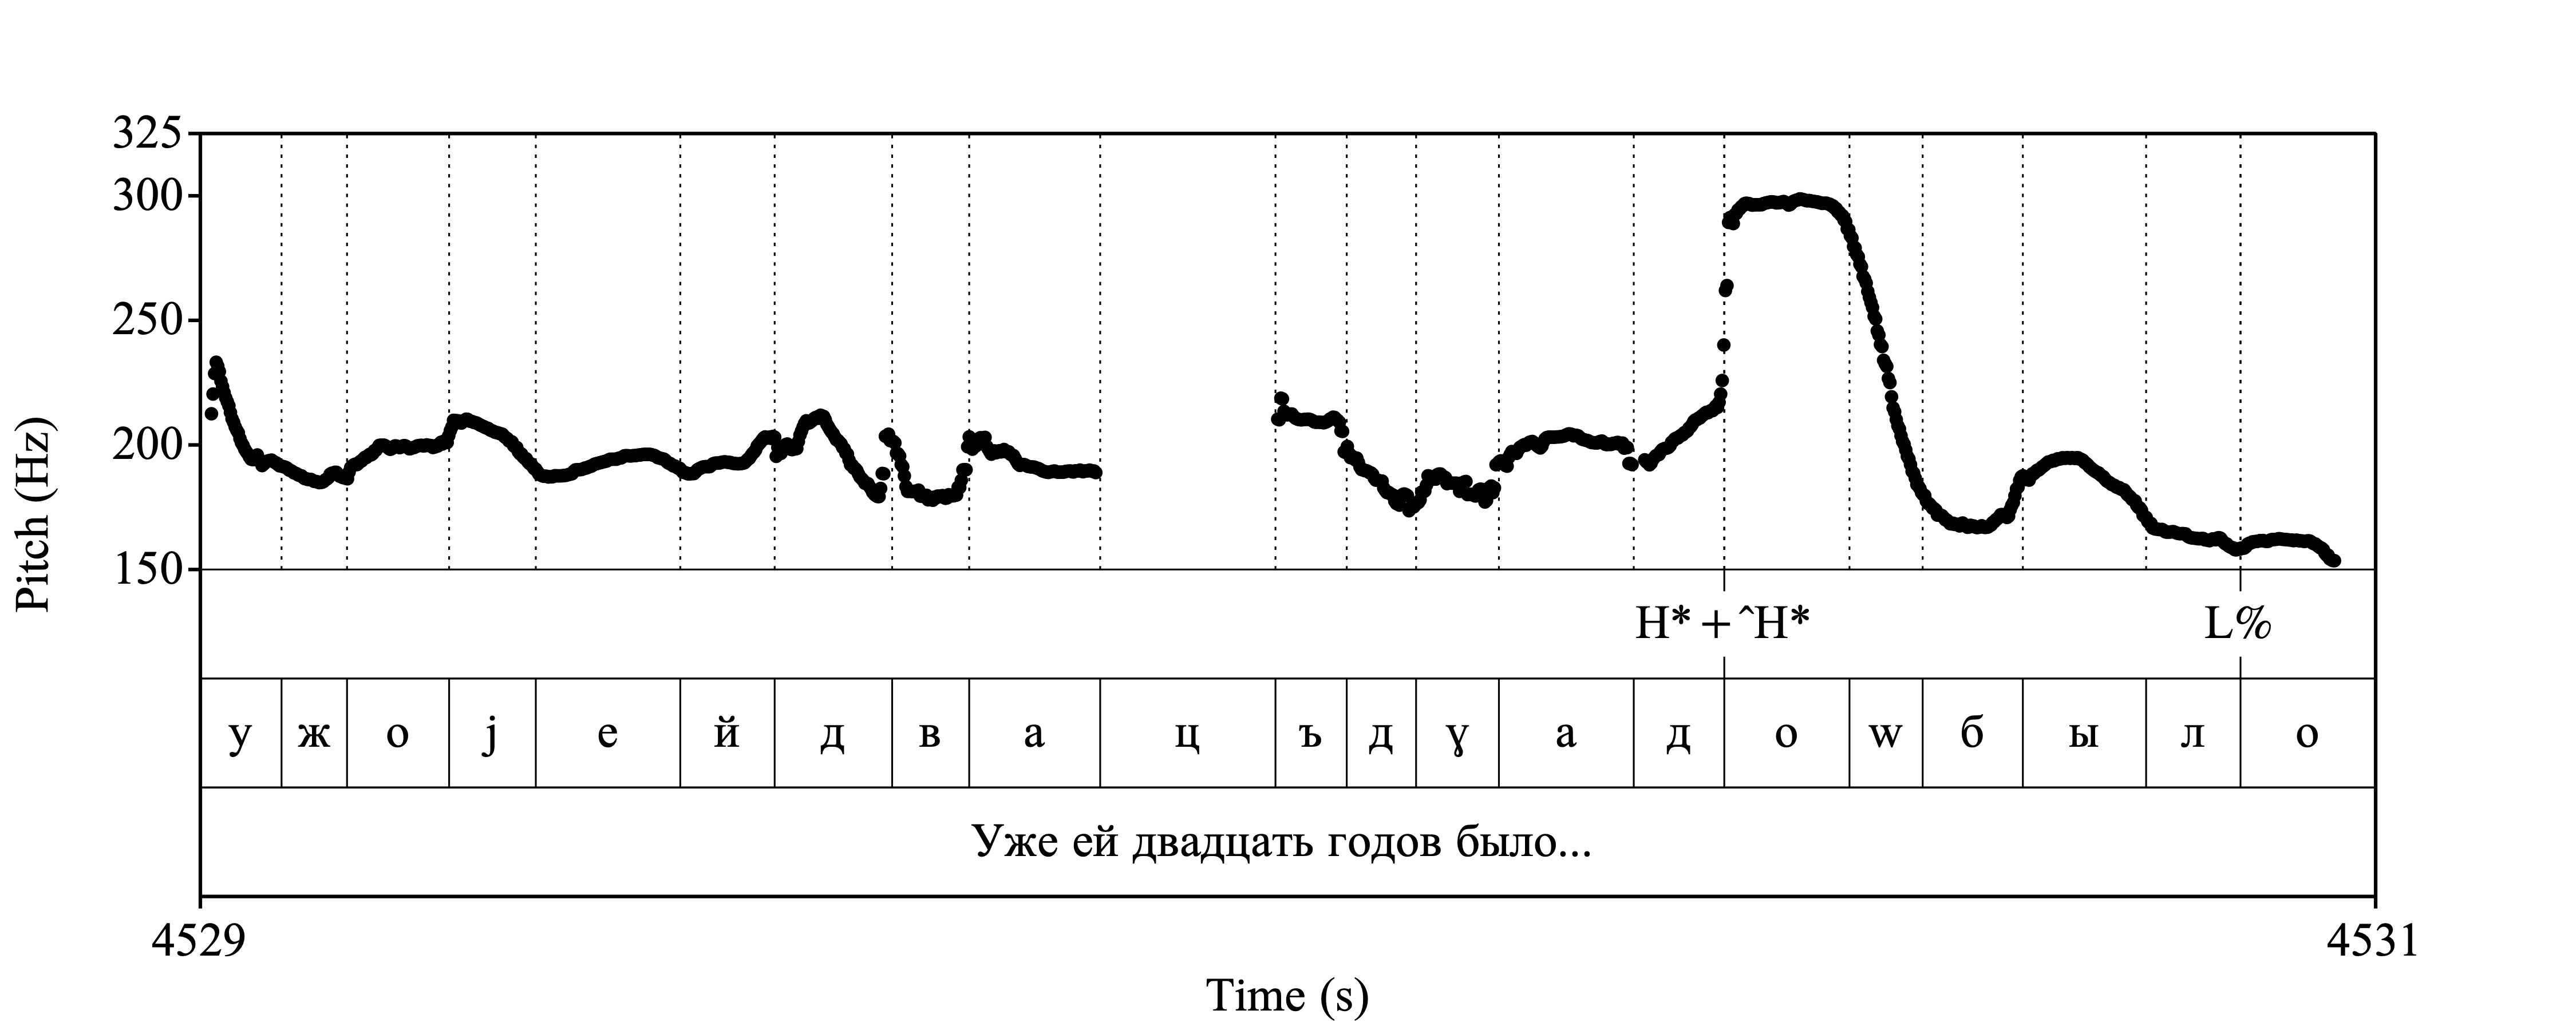 325
300
250
200
150
Pitch (Hz)
H* + ^H* L%
у ж о j е й д в а ц ъ д ɣ а д о w б ы л о
Уже ей двадцать годов было...
4529 4531
Time (s)